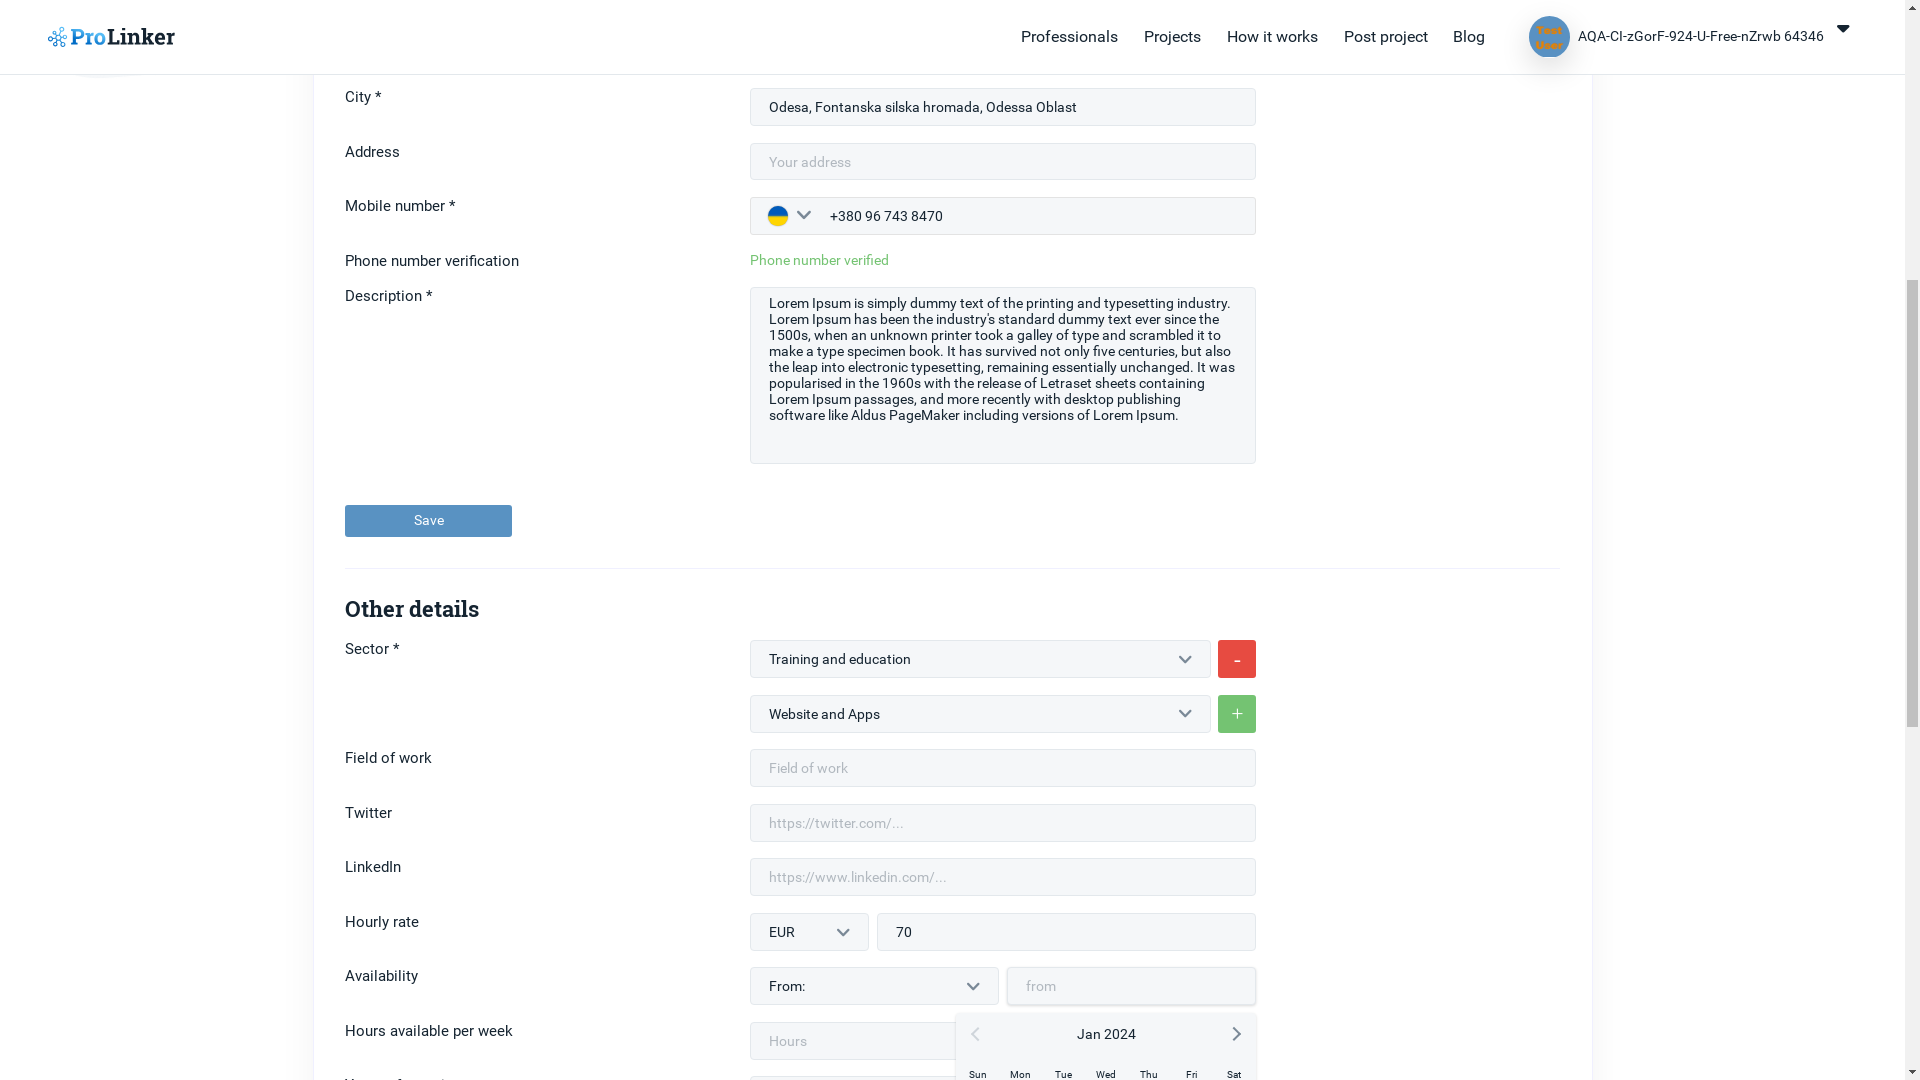 ProLinker
Professionals
Projects
How it works
Post project
Blog
Test
User
AQA-CI-zGorF-924-U-Free-nZrwb 64346
City *
Odesa, Fontanska silska hromada, Odessa Oblast
Address
Your address
Mobile number *
+380 96 743 8470
Phone number verification
Phone number verified
Description *
Lorem Ipsum is simply dummy text of the printing and typesetting industry.
Lorem Ipsum has been the industry's standard dummy text ever since the
1500s, when an unknown printer took a galley of type and scrambled it to
make a type specimen book. It has survived not only five centuries, but also
the leap into electronic typesetting, remaining essentially unchanged. It was
popularised in the 1960s with the release of Letraset sheets containing
Lorem Ipsum passages, and more recently with desktop publishing
software like Aldus PageMaker including versions of Lorem Ipsum.
Save
Other details
Sector *
Training and education
-
Website and Apps
+
Field of work
Field of work
Twitter
https://twitter.com/...
LinkedIn
https://www.linkedin.com/...
Hourly rate
EUR
70
Availability
From:
from
Hours available per week
Hours
Jan 2024
Sun Mon Tue Wed Thu Fri Sat